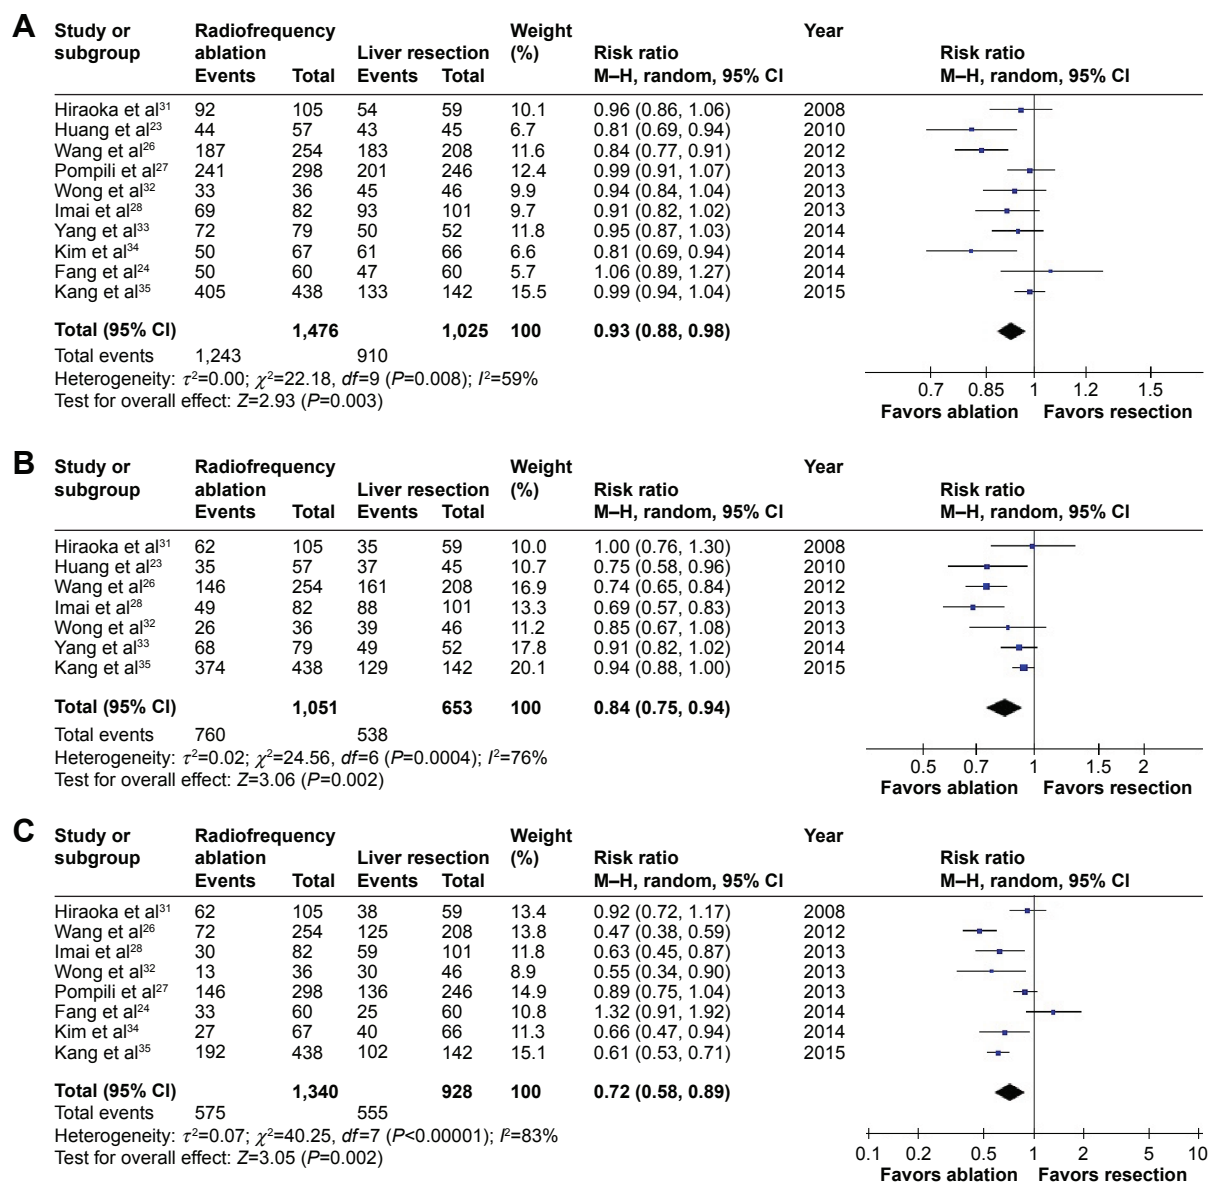 A
Study or subgroup Radiofrequency ablation Liver resection Weight (%) Risk ratio Year Risk ratio
Events Total Events Total M–H, random, 95% CI M–H, random, 95% CI
Hiraoka et al31 92 105 54 59 10.1 0.96 (0.86, 1.06) 2008
Huang et al23 44 57 43 45 6.7 0.81 (0.69, 0.94) 2010
Wang et al26 187 254 183 208 11.6 0.84 (0.77, 0.91) 2012
Pompili et al27 241 298 201 246 12.4 0.99 (0.91, 1.07) 2013
Wong et al32 33 36 45 46 9.9 0.94 (0.84, 1.04) 2013
Imai et al28 69 82 93 101 9.7 0.91 (0.82, 1.02) 2013
Yang et al33 72 79 50 52 11.8 0.95 (0.87, 1.03) 2014
Kim et al34 50 67 61 66 6.6 0.81 (0.69, 0.94) 2014
Fang et al24 50 60 47 60 5.7 1.06 (0.89, 1.27) 2014
Kang et al35 405 438 133 142 15.5 0.99 (0.94, 1.04) 2015
Total (95% CI) 1,476 1,025 100 0.93 (0.88, 0.98)
Total events 1,243 910
Heterogeneity: τ²=0.00; χ²=22.18, df=9 (P=0.008); I²=59%
Test for overall effect: Z=2.93 (P=0.003)
0.7 0.85 1 1.2 1.5
Favors ablation Favors resection
B
Study or subgroup Radiofrequency ablation Liver resection Weight (%) Risk ratio Year Risk ratio
Events Total Events Total M–H, random, 95% CI M–H, random, 95% CI
Hiraoka et al31 62 105 35 59 10.0 1.00 (0.76, 1.30) 2008
Huang et al23 35 57 37 45 10.7 0.75 (0.58, 0.96) 2010
Wang et al26 146 254 161 208 16.9 0.74 (0.65, 0.84) 2012
Imai et al28 49 82 88 101 13.3 0.69 (0.57, 0.83) 2013
Wong et al32 26 36 39 46 11.2 0.85 (0.67, 1.08) 2013
Yang et al33 68 79 49 52 17.8 0.91 (0.82, 1.02) 2014
Kang et al35 374 438 129 142 20.1 0.94 (0.88, 1.00) 2015
Total (95% CI) 1,051 653 100 0.84 (0.75, 0.94)
Total events 760 538
Heterogeneity: τ²=0.02; χ²=24.56, df=6 (P=0.0004); I²=76%
Test for overall effect: Z=3.06 (P=0.002)
0.5 0.7 1 1.5 2
Favors ablation Favors resection
C
Study or subgroup Radiofrequency ablation Liver resection Weight (%) Risk ratio Year Risk ratio
Events Total Events Total M–H, random, 95% CI M–H, random, 95% CI
Hiraoka et al31 62 105 38 59 13.4 0.92 (0.72, 1.17) 2008
Wang et al26 72 254 125 208 13.8 0.47 (0.38, 0.59) 2012
Imai et al28 30 82 59 101 11.8 0.63 (0.45, 0.87) 2013
Wong et al32 13 36 30 46 8.9 0.55 (0.34, 0.90) 2013
Pompili et al27 146 298 136 246 14.9 0.89 (0.75, 1.04) 2013
Fang et al24 33 60 25 60 10.8 1.32 (0.91, 1.92) 2014
Kim et al34 27 67 40 66 11.3 0.66 (0.47, 0.94) 2014
Kang et al35 192 438 102 142 15.1 0.61 (0.53, 0.71) 2015
Total (95% CI) 1,340 928 100 0.72 (0.58, 0.89)
Total events 575 555
Heterogeneity: τ²=0.07; χ²=40.25, df=7 (P<0.00001); I²=83%
Test for overall effect: Z=3.05 (P=0.002)
0.1 0.2 0.5 1 2 5 10
Favors ablation Favors resection